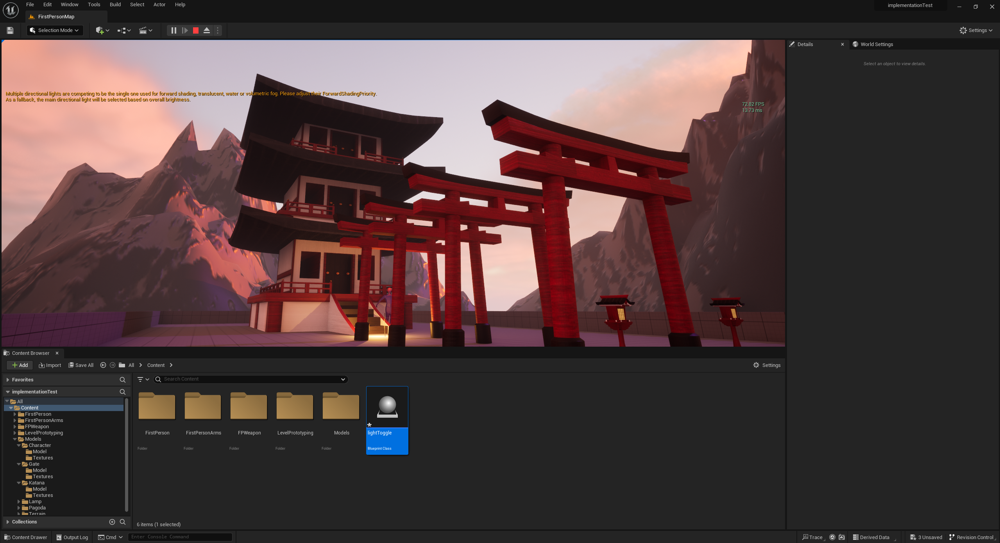 File Edit Window Tools Build Select Actor Help
implementationTest
FirstPersonMap
Selection Mode
Settings
Details
World Settings
Select an object to view details.
Multiple directional lights are competing to be the single one used for forward shading, translucent, water or volumetric fog. Please adjust their ForwardShadingPriority.
As a fallback, the main directional light will be selected based on overall brightness.
72.82 FPS
13.73 ms
Content Browser
Add Import Save All All Content Settings
Favorites
Search Content
implementationTest
All
Content
FirstPerson
FirstPersonArms
FPWeapon
LevelPrototyping
Models
Character
Model
Textures
Gate
Model
Textures
Katana
Model
Textures
Lamp
Pagoda
Terrain
Collections
FirstPerson FirstPersonArms FPWeapon LevelPrototyping Models lightToggle
Folder Folder Folder Folder Folder Blueprint Class
6 items (1 selected)
Content Drawer Output Log Cmd Enter Console Command Trace Derived Data 3 Unsaved Revision Control